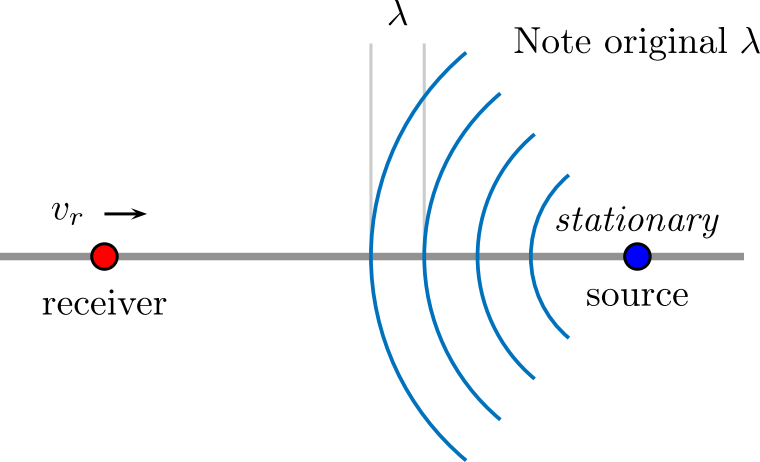 λ
Note original λ
v_r
stationary
receiver
source